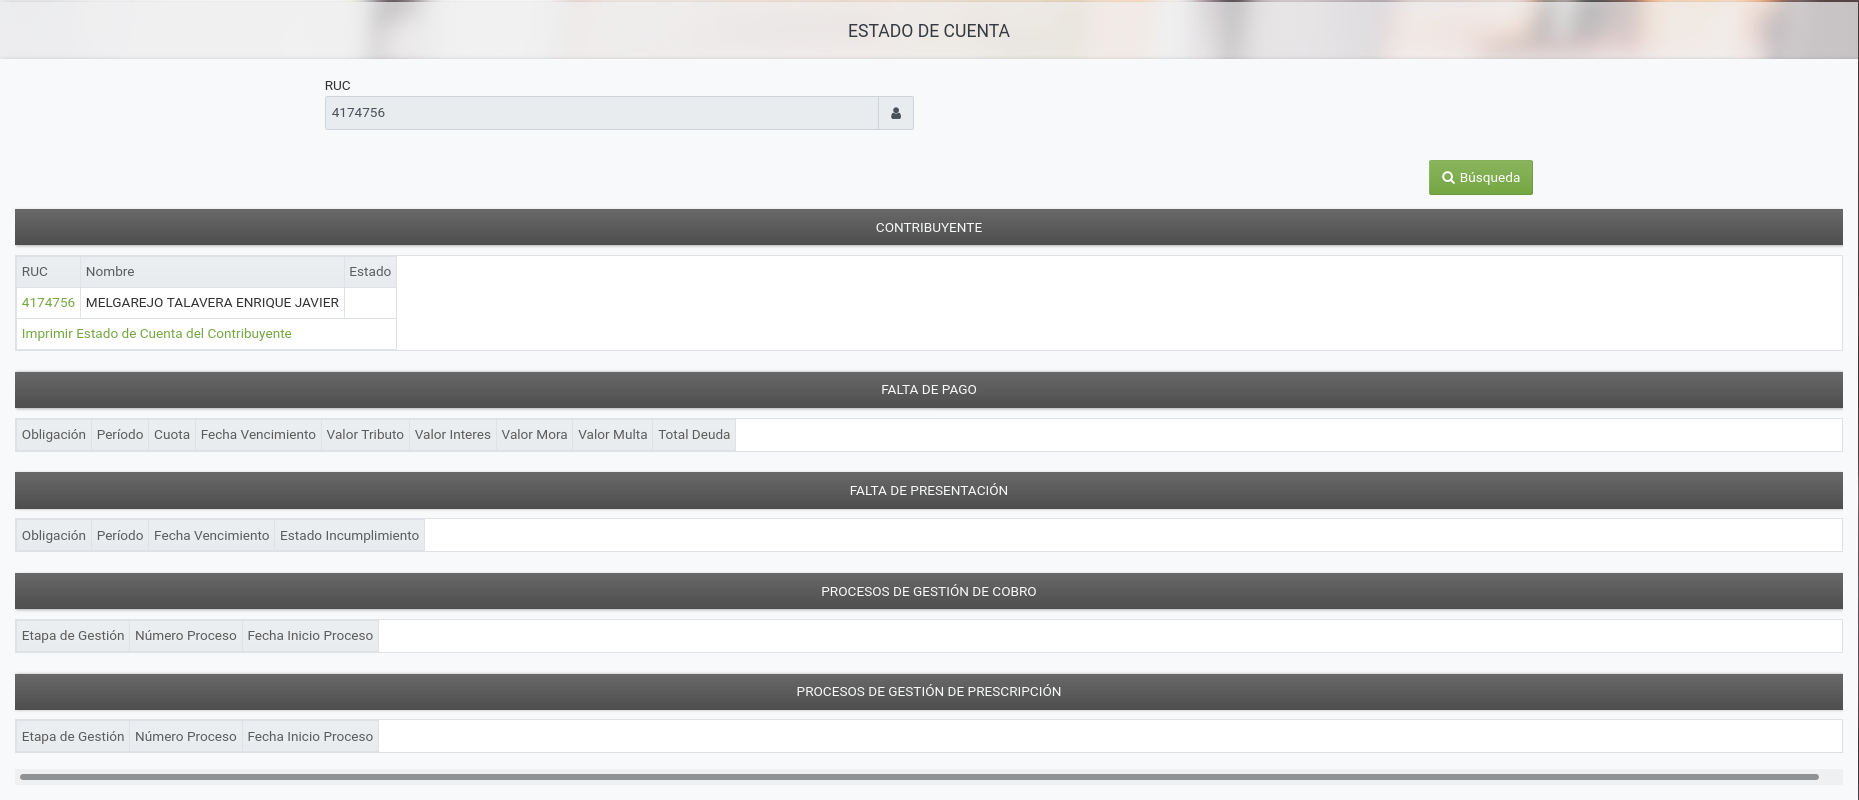 ESTADO DE CUENTA
RUC
4174756
Búsqueda
CONTRIBUYENTE
RUC Nombre Estado
4174756 MELGAREJO TALAVERA ENRIQUE JAVIER
Imprimir Estado de Cuenta del Contribuyente
FALTA DE PAGO
Obligación Período Cuota Fecha Vencimiento Valor Tributo Valor Interes Valor Mora Valor Multa Total Deuda
FALTA DE PRESENTACIÓN
Obligación Período Fecha Vencimiento Estado Incumplimiento
PROCESOS DE GESTIÓN DE COBRO
Etapa de Gestión Número Proceso Fecha Inicio Proceso
PROCESOS DE GESTIÓN DE PRESCRIPCIÓN
Etapa de Gestión Número Proceso Fecha Inicio Proceso